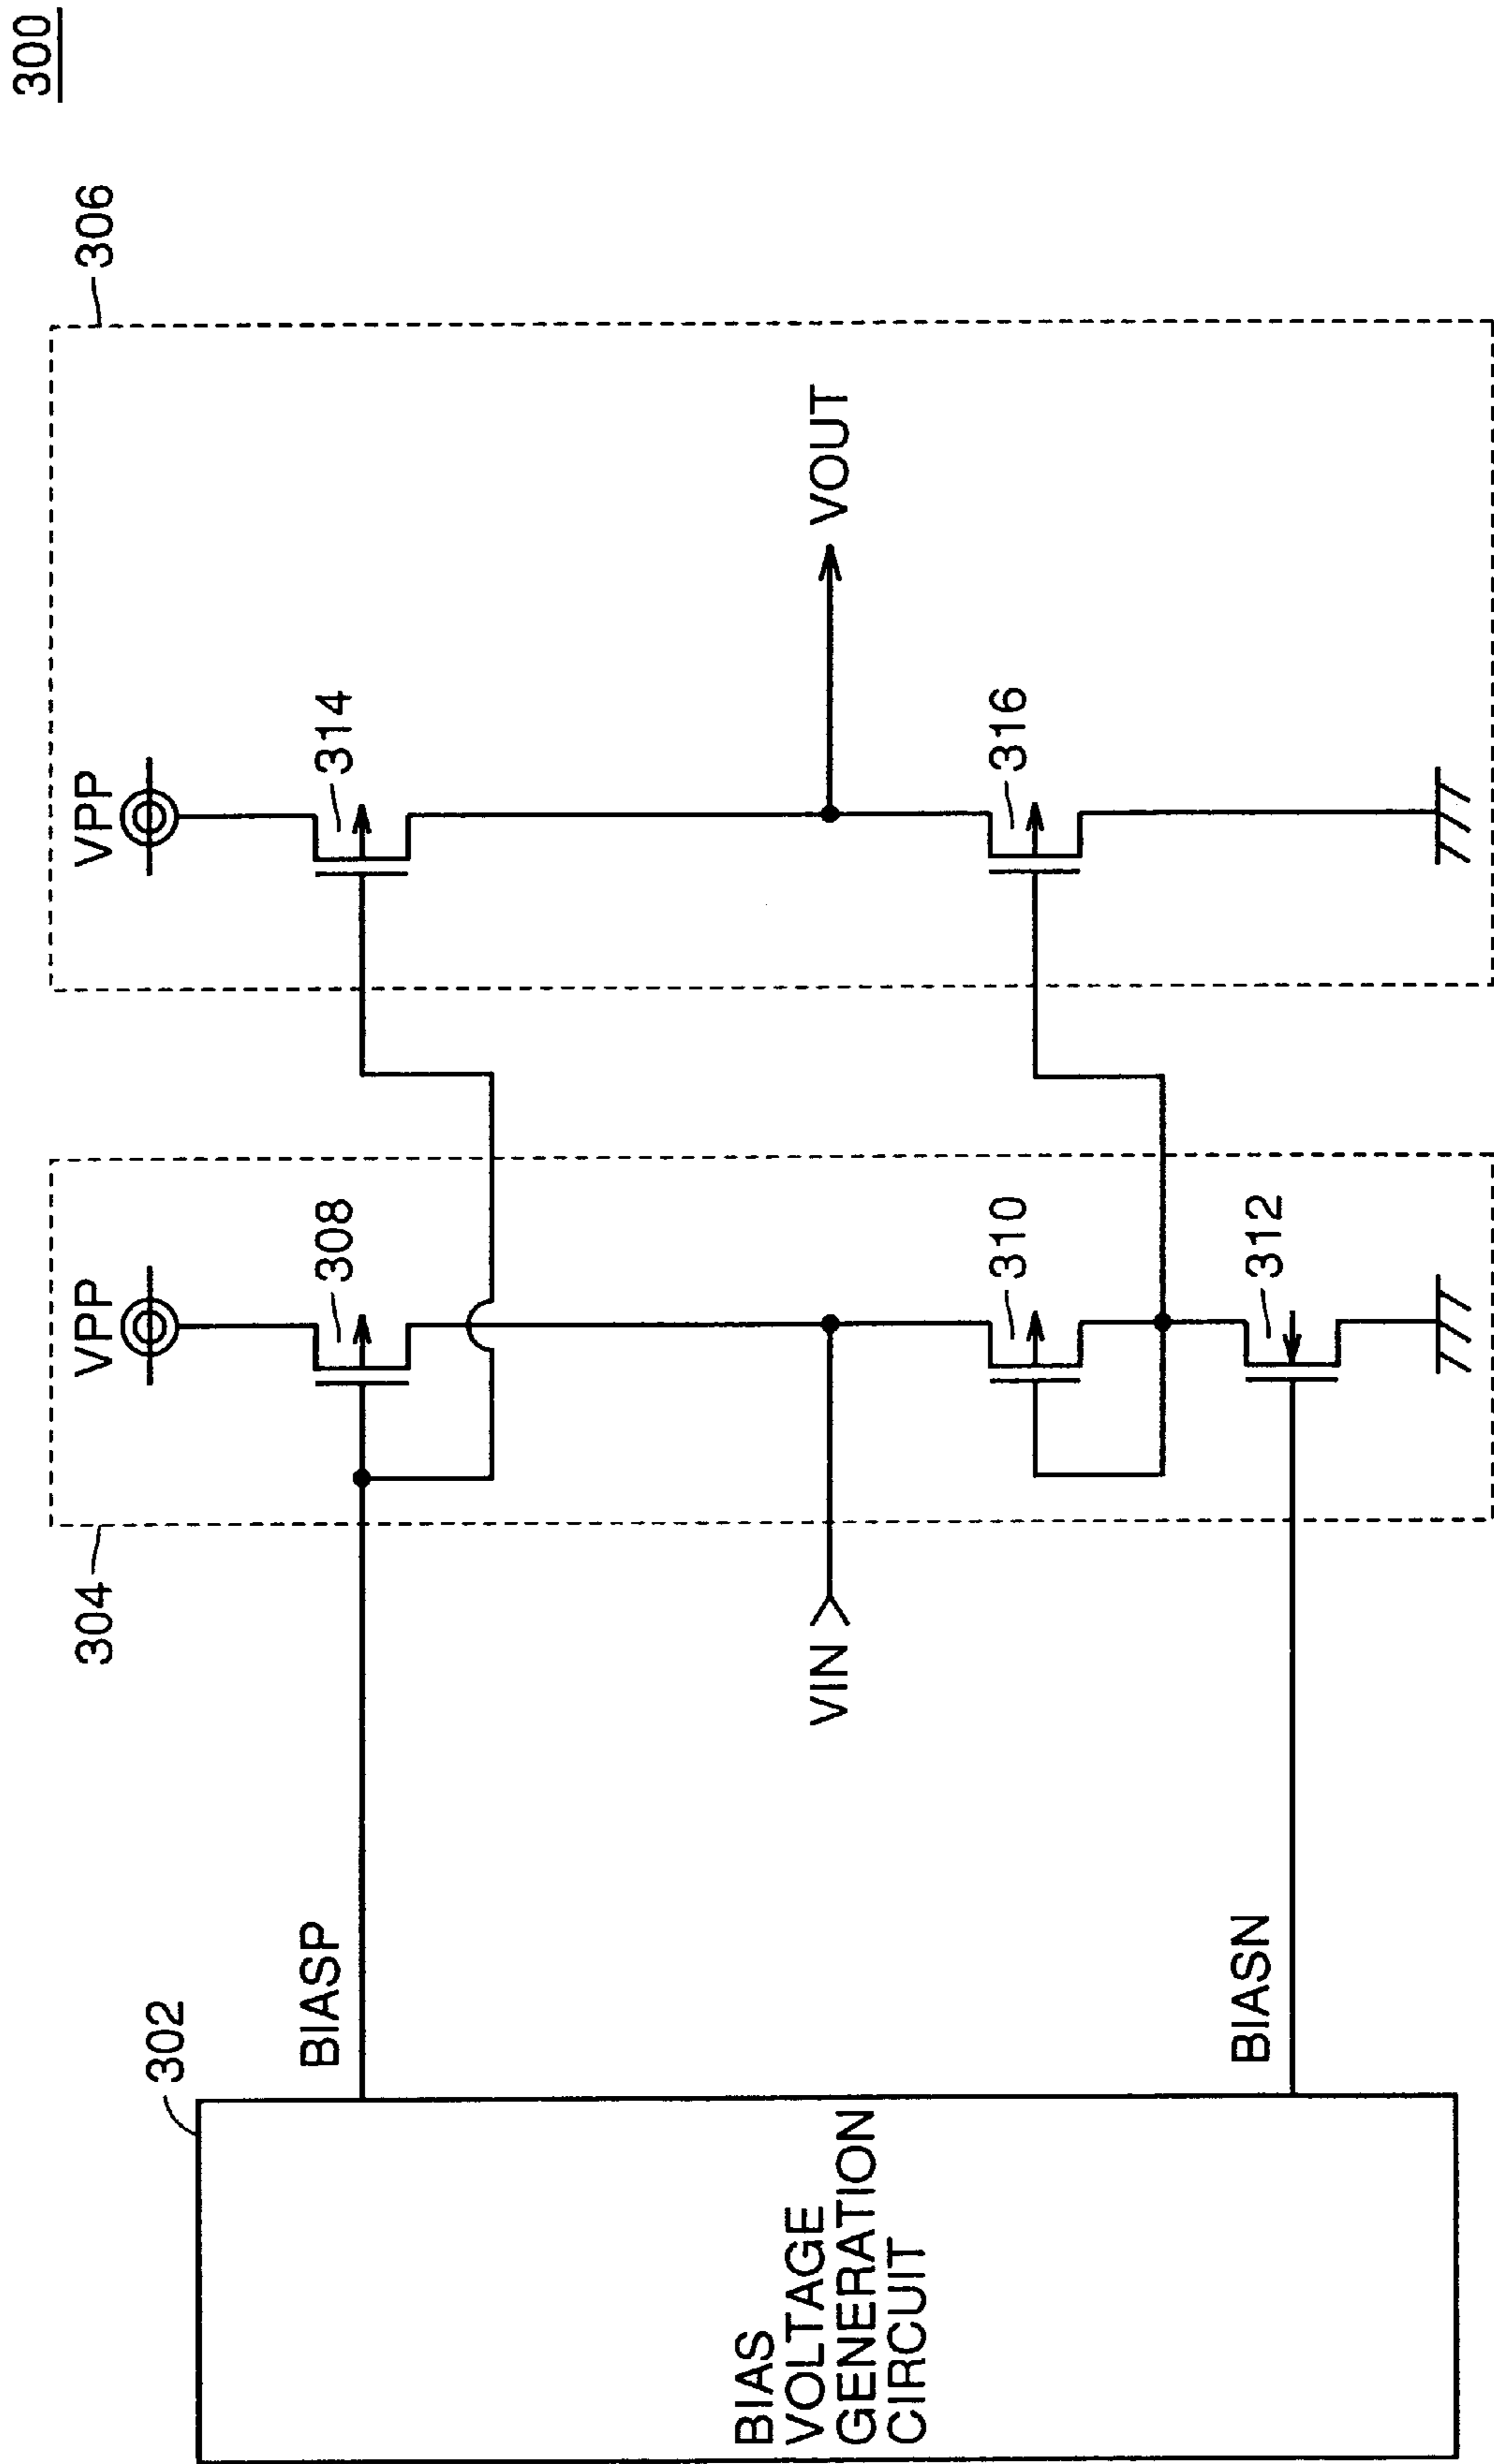 300
306
304
302
VPP
VPP
308
314
BIASP
VIN
VOUT
310
316
312
BIASN
BIAS
VOLTAGE
GENERATION
CIRCUIT